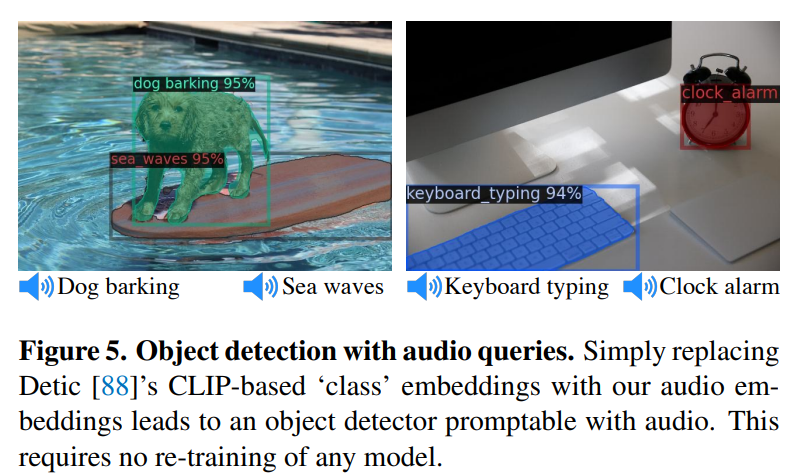 dog barking 95%
sea_waves 95%
clock_alarm
keyboard_typing 94%
Dog barking Sea waves Keyboard typing Clock alarm
Figure 5. Object detection with audio queries. Simply replacing
Detic [88]'s CLIP-based ‘class’ embeddings with our audio em-
beddings leads to an object detector promptable with audio. This
requires no re-training of any model.